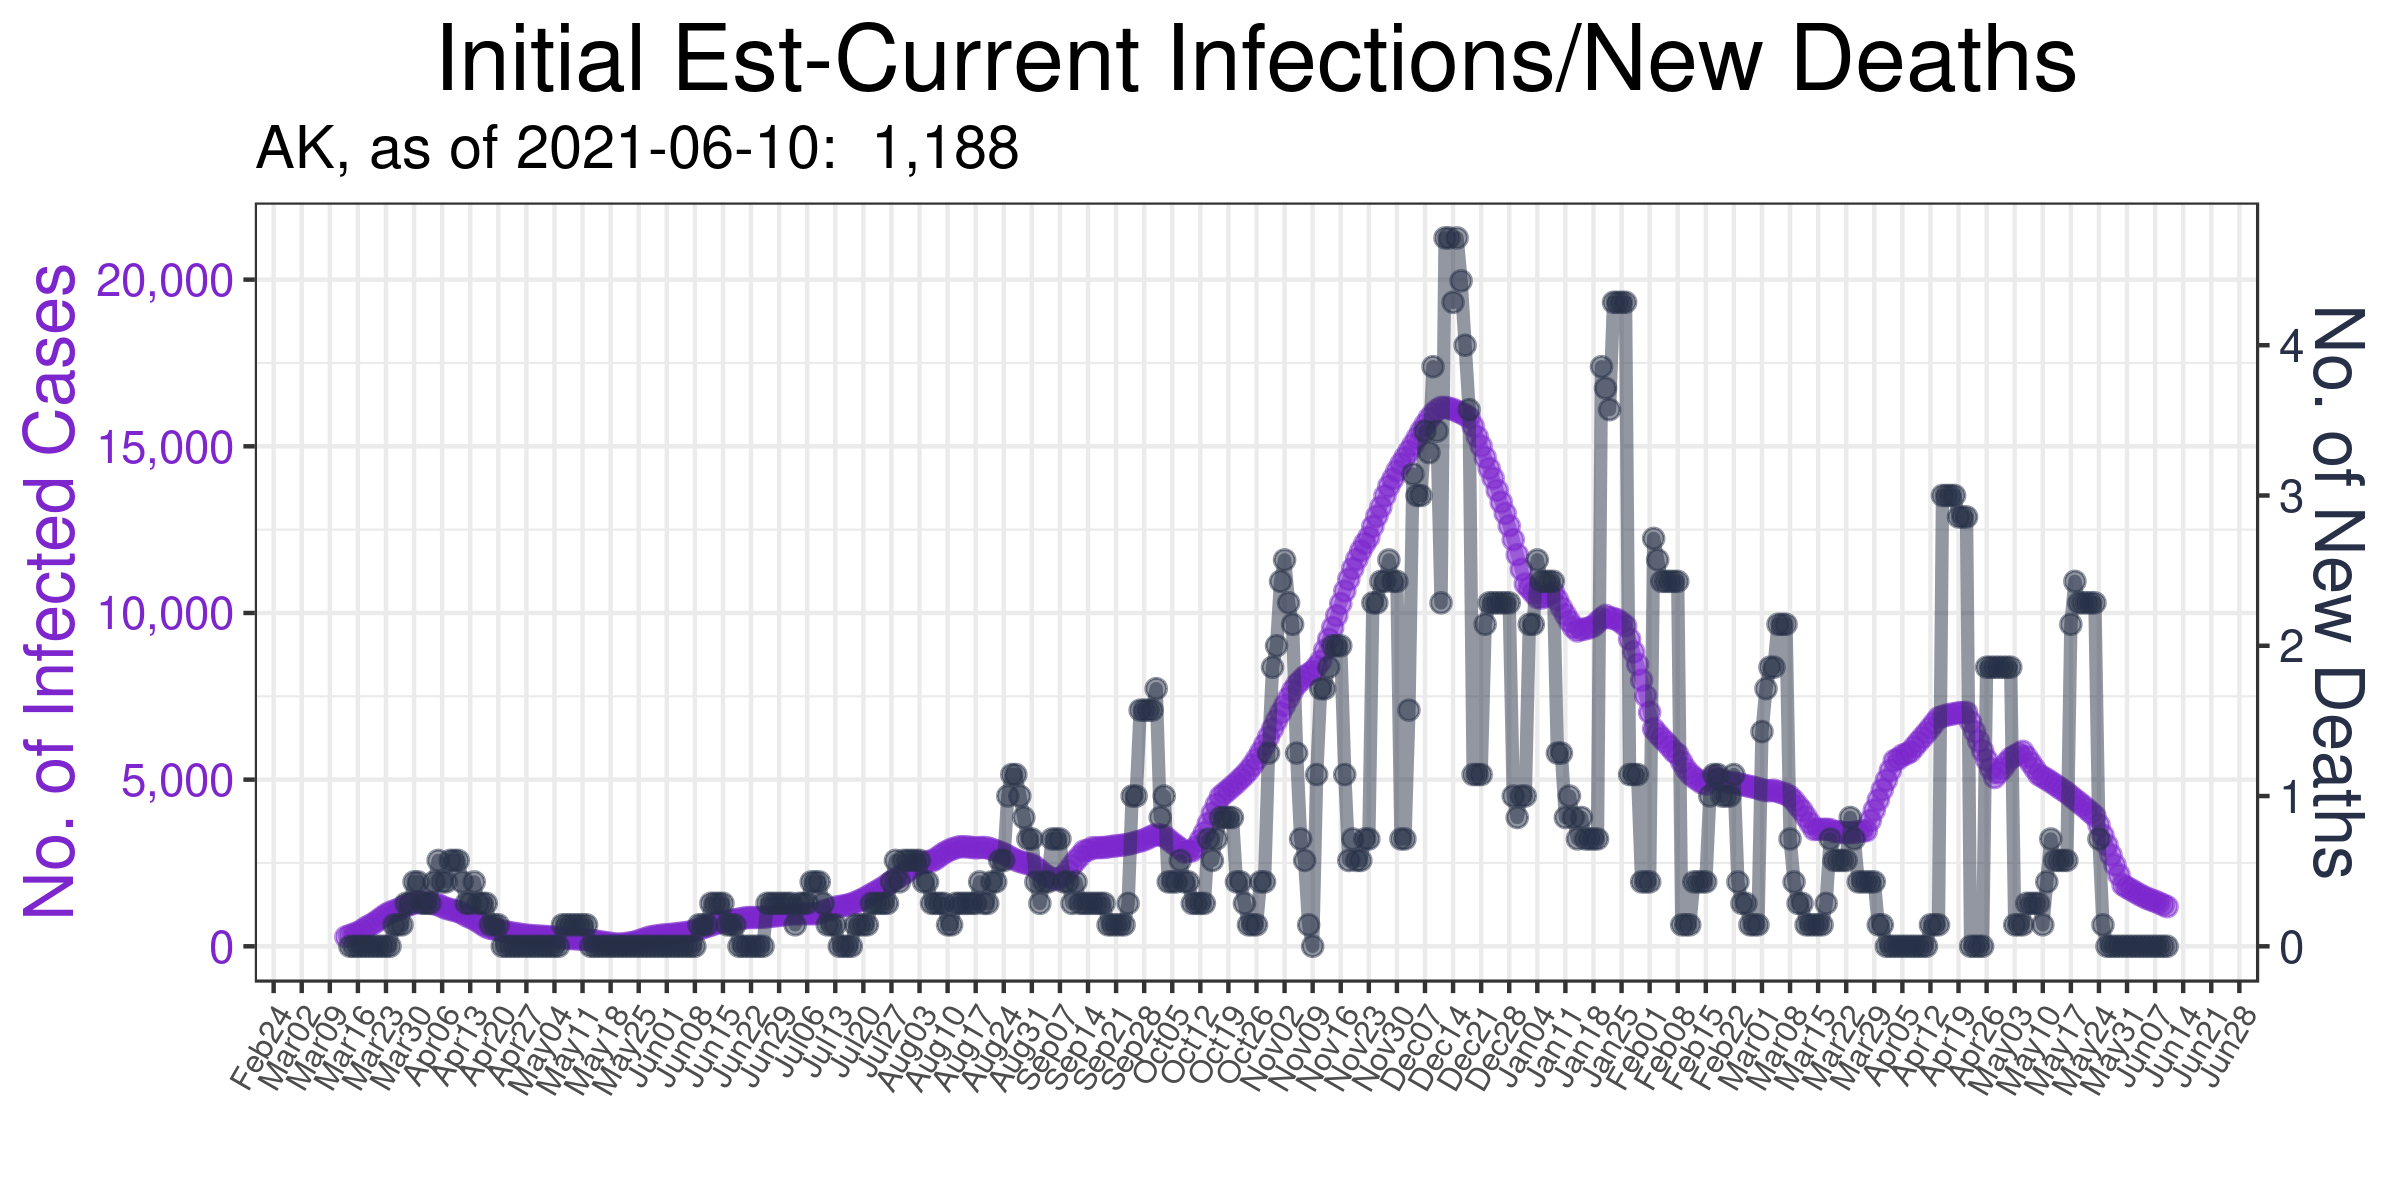 Initial Est-Current Infections/New Deaths
AK, as of 2021-06-10:  1,188
No. of Infected Cases
20,000
15,000
10,000
5,000
0
4
3
2
1
0
No. of New Deaths
Feb24
Mar02
Mar09
Mar16
Mar23
Mar30
Apr06
Apr13
Apr20
Apr27
May04
May11
May18
May25
Jun01
Jun08
Jun15
Jun22
Jun29
Jul06
Jul13
Jul20
Jul27
Aug03
Aug10
Aug17
Aug24
Aug31
Sep07
Sep14
Sep21
Sep28
Oct05
Oct12
Oct19
Oct26
Nov02
Nov09
Nov16
Nov23
Nov30
Dec07
Dec14
Dec21
Dec28
Jan04
Jan11
Jan18
Jan25
Feb01
Feb08
Feb15
Feb22
Mar01
Mar08
Mar15
Mar22
Mar29
Apr05
Apr12
Apr19
Apr26
May03
May10
May17
May24
May31
Jun07
Jun14
Jun21
Jun28